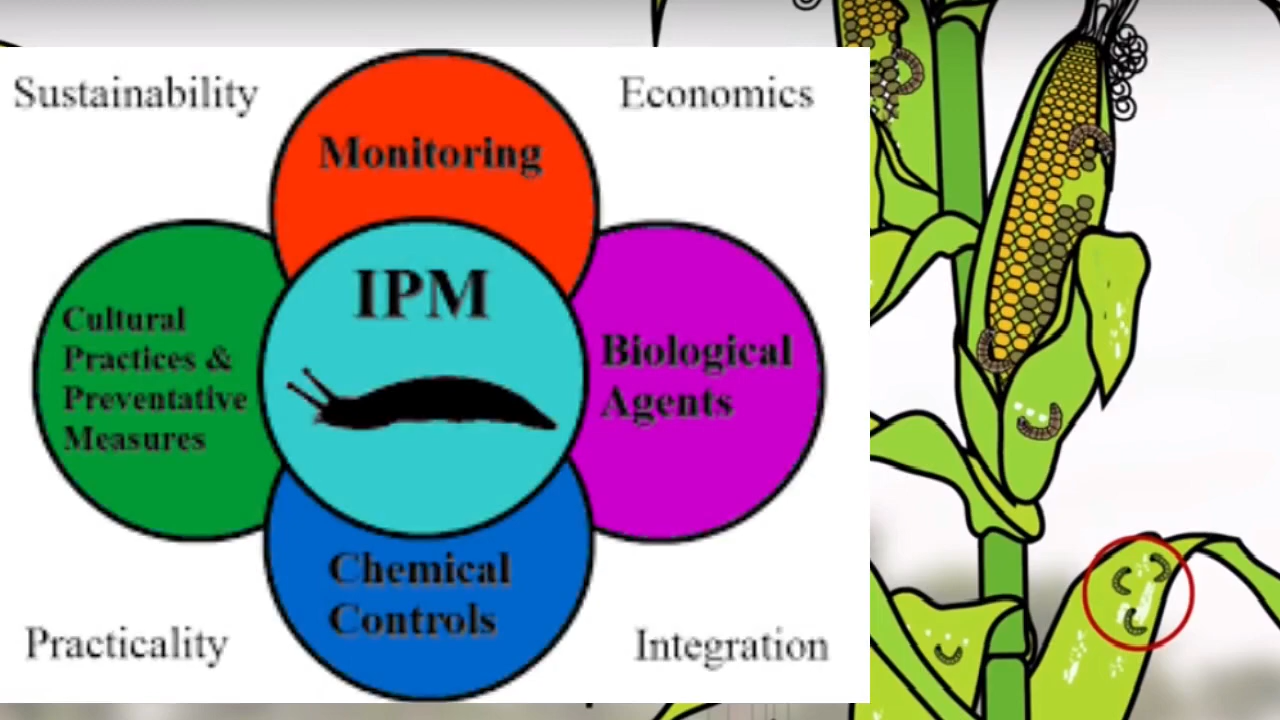 Sustainability
Economics
Monitoring
IPM
Cultural
Practices &
Preventative
Measures
Biological
Agents
Chemical
Controls
Practicality
Integration